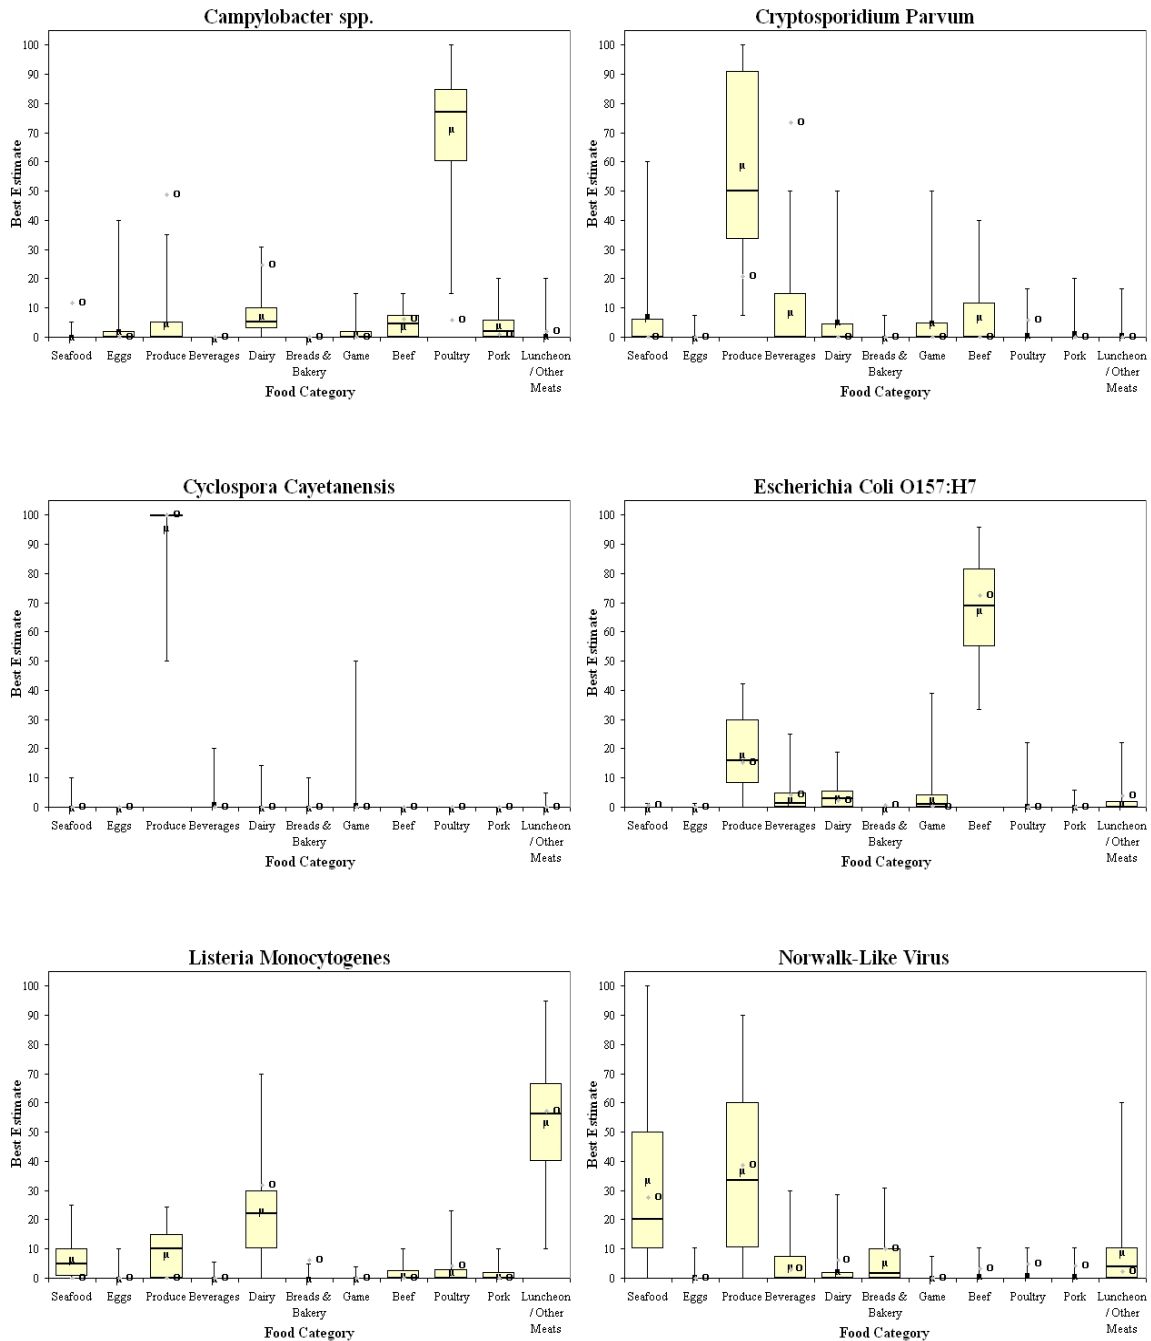 Campylobacter spp.
100
90
80
70
60
50
40
30
20
10
0
Best Estimate
μ o
Seafood Eggs Produce Beverages Dairy Breads & Bakery Game Beef Poultry Pork Luncheon / Other Meats
Food Category
Cryptosporidium Parvum
100
90
80
70
60
50
40
30
20
10
0
Best Estimate
μ o
Seafood Eggs Produce Beverages Dairy Breads & Bakery Game Beef Poultry Pork Luncheon / Other Meats
Food Category
Cyclospora Cayetanensis
100
90
80
70
60
50
40
30
20
10
0
Best Estimate
μ o
Seafood Eggs Produce Beverages Dairy Breads & Bakery Game Beef Poultry Pork Luncheon / Other Meats
Food Category
Escherichia Coli O157:H7
100
90
80
70
60
50
40
30
20
10
0
Best Estimate
μ o
Seafood Eggs Produce Beverages Dairy Breads & Bakery Game Beef Poultry Pork Luncheon / Other Meats
Food Category
Listeria Monocytogenes
100
90
80
70
60
50
40
30
20
10
0
Best Estimate
μ o
Seafood Eggs Produce Beverages Dairy Breads & Bakery Game Beef Poultry Pork Luncheon / Other Meats
Food Category
Norwalk-Like Virus
100
90
80
70
60
50
40
30
20
10
0
Best Estimate
μ o
Seafood Eggs Produce Beverages Dairy Breads & Bakery Game Beef Poultry Pork Luncheon / Other Meats
Food Category